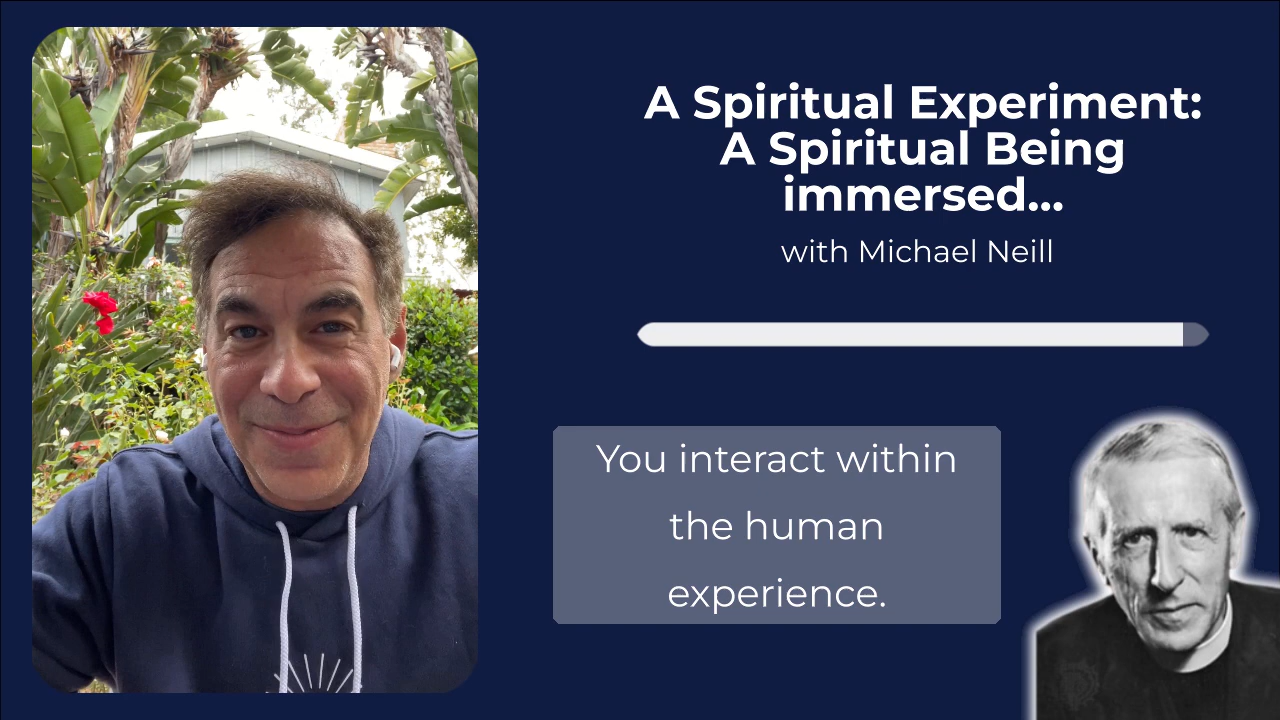 A Spiritual Experiment:
A Spiritual Being
immersed...
with Michael Neill
You interact within
the human
experience.